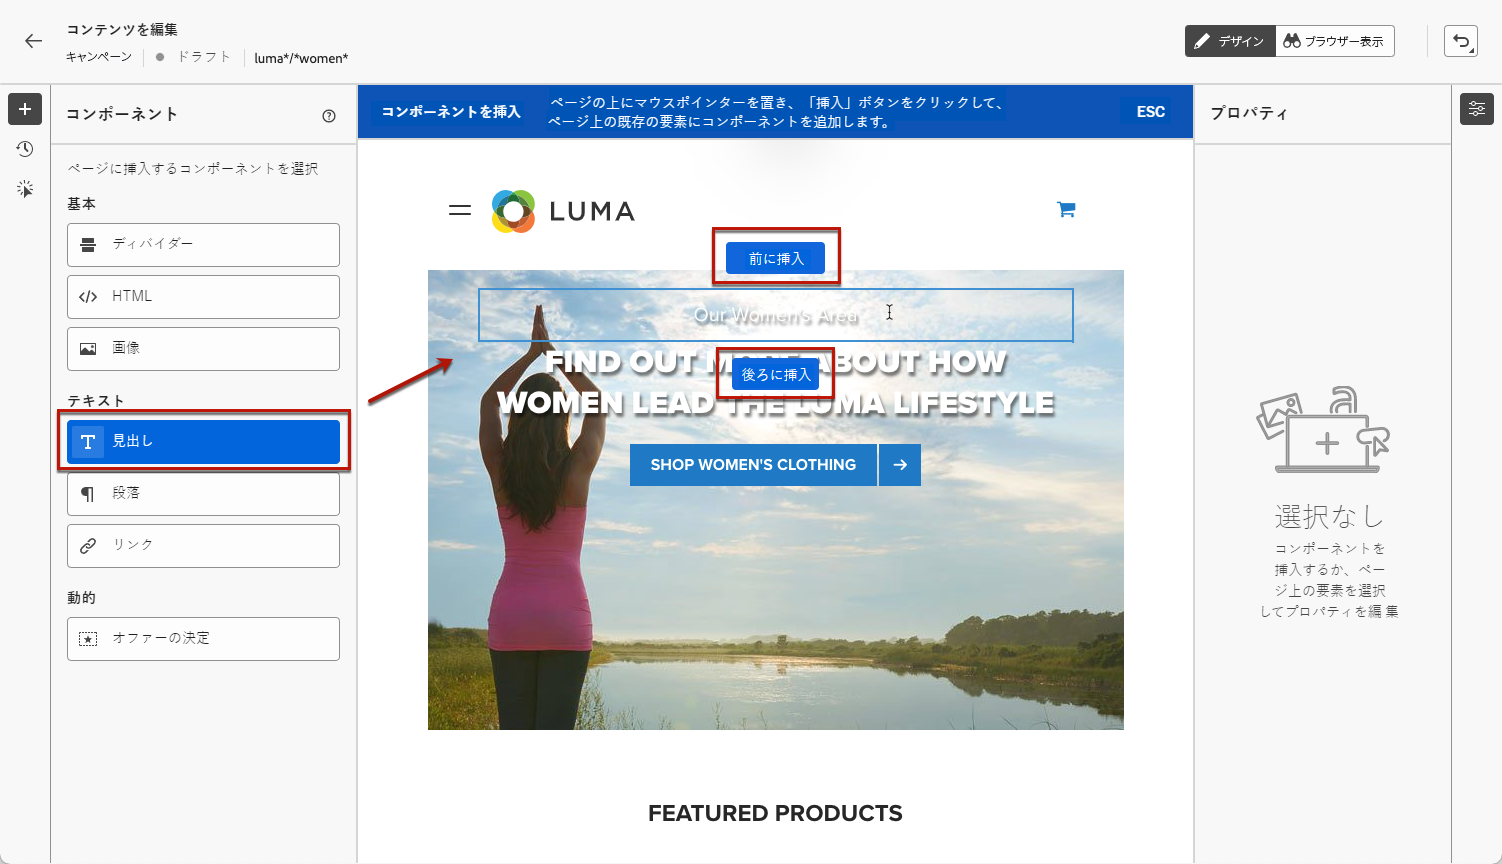 コンテンツを編集
キャンペーン ドラフト luma*/*women*
デザイン ブラウザー表示
コンポーネント
ページに挿入するコンポーネントを選択
基本
ディバイダー
HTML
画像
テキスト
見出し
段落
リンク
動的
オファーの決定
コンポーネントを挿入
ページの上にマウスポインターを置き、「挿入」ボタンをクリックして、
ページ上の既存の要素にコンポーネントを追加します。
ESC
LUMA
前に挿入
Our Women's Area
FIND OUT M ABOUT HOW
後ろに挿入
WOMEN LEAD THE LUMA LIFESTYLE
SHOP WOMEN'S CLOTHING
FEATURED PRODUCTS
プロパティ
選択なし
コンポーネントを
挿入するか、ペー
ジ上の要素を選択
してプロパティを編 集